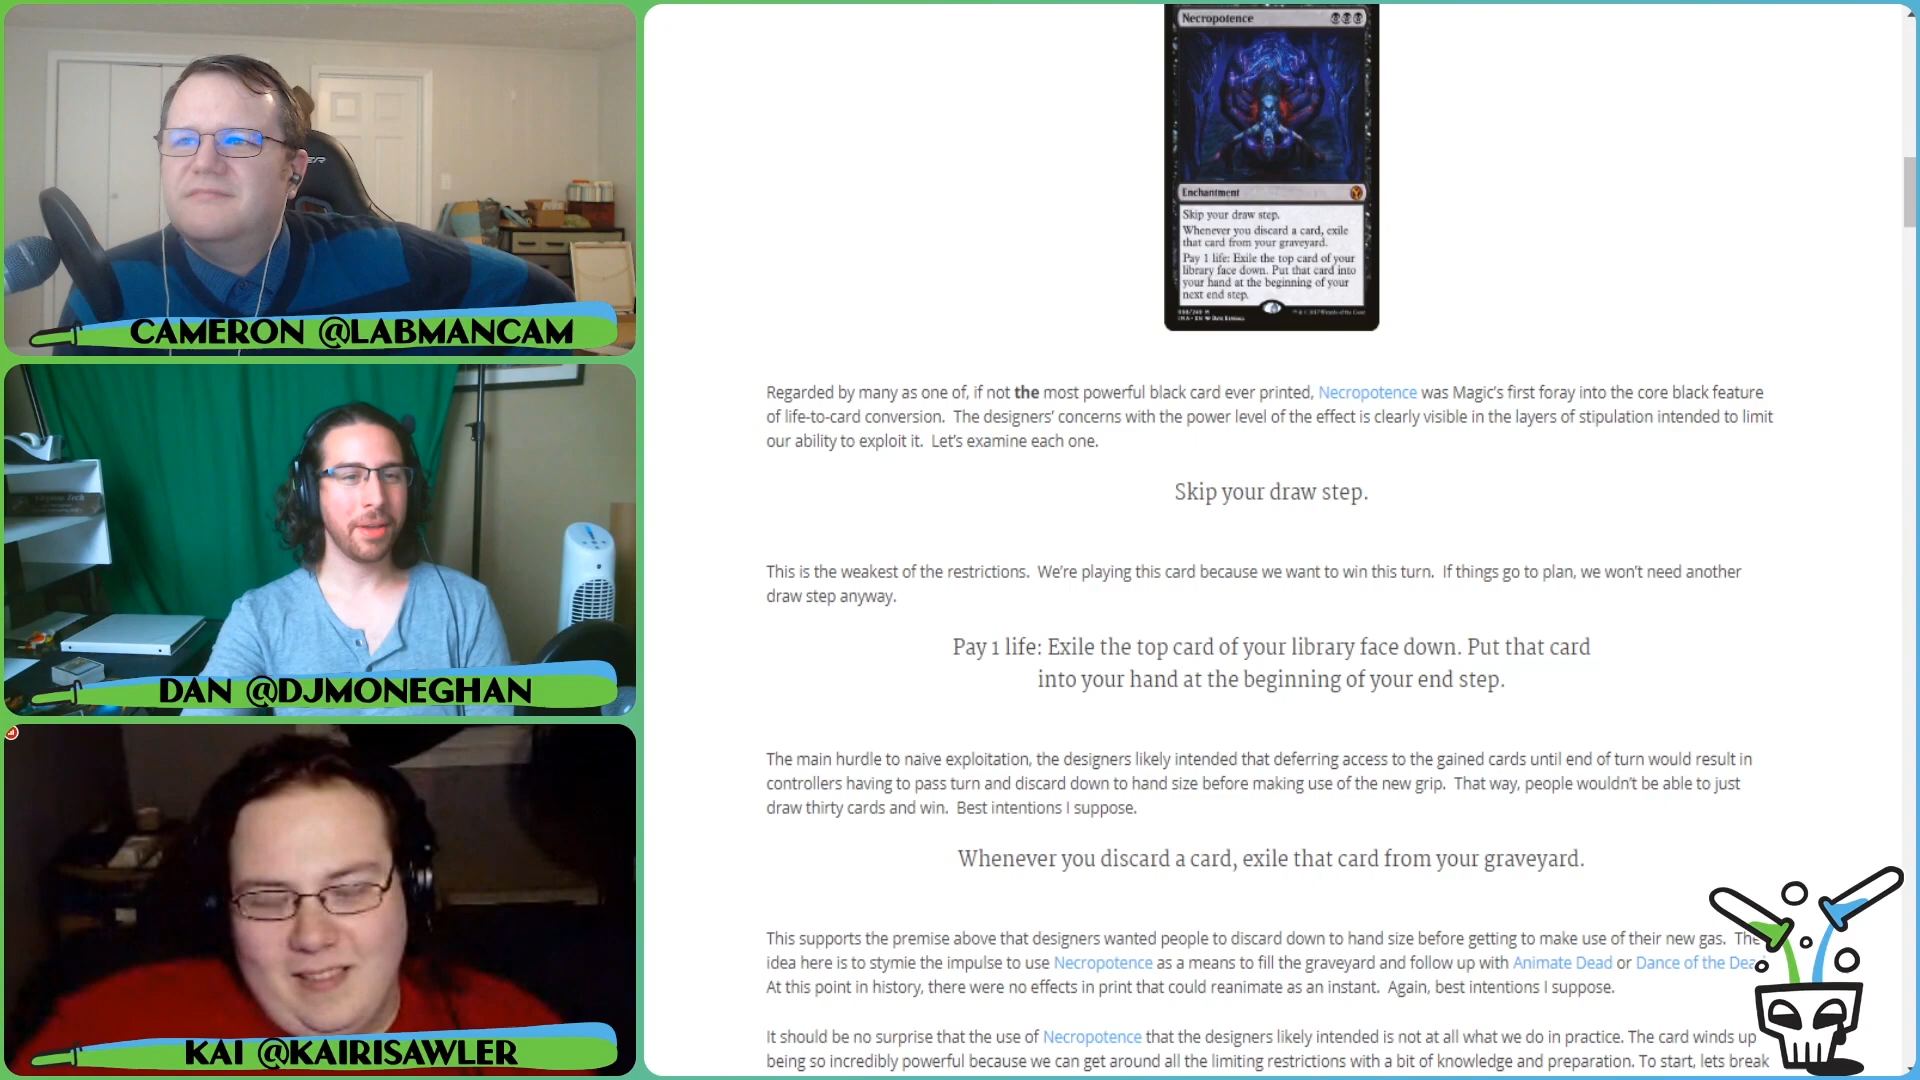 CAMERON @LABMANCAM
DAN @DJMONEGHAN
KAI @KAIRISAWLER
Necropotence
Enchantment
Skip your draw step.
Whenever you discard a card, exile
that card from your graveyard.
Pay 1 life: Exile the top card of your
library face down. Put that card into
your hand at the beginning of your
next end step.
Regarded by many as one of, if not the most powerful black card ever printed, Necropotence was Magic's first foray into the core black feature
of life-to-card conversion.  The designers' concerns with the power level of the effect is clearly visible in the layers of stipulation intended to limit
our ability to exploit it.  Let's examine each one.
Skip your draw step.
This is the weakest of the restrictions.  We're playing this card because we want to win this turn.  If things go to plan, we won't need another
draw step anyway.
Pay 1 life: Exile the top card of your library face down. Put that card
into your hand at the beginning of your end step.
The main hurdle to naive exploitation, the designers likely intended that deferring access to the gained cards until end of turn would result in
controllers having to pass turn and discard down to hand size before making use of the new grip.  That way, people wouldn't be able to just
draw thirty cards and win.  Best intentions I suppose.
Whenever you discard a card, exile that card from your graveyard.
This supports the premise above that designers wanted people to discard down to hand size before getting to make use of their new gas.  The
idea here is to stymie the impulse to use Necropotence as a means to fill the graveyard and follow up with Animate Dead or Dance of the
At this point in history, there were no effects in print that could reanimate as an instant.  Again, best intentions I suppose.
It should be no surprise that the use of Necropotence that the designers likely intended is not at all what we do in practice. The card winds up
being so incredibly powerful because we can get around all the limiting restrictions with a bit of knowledge and preparation. To start, lets break